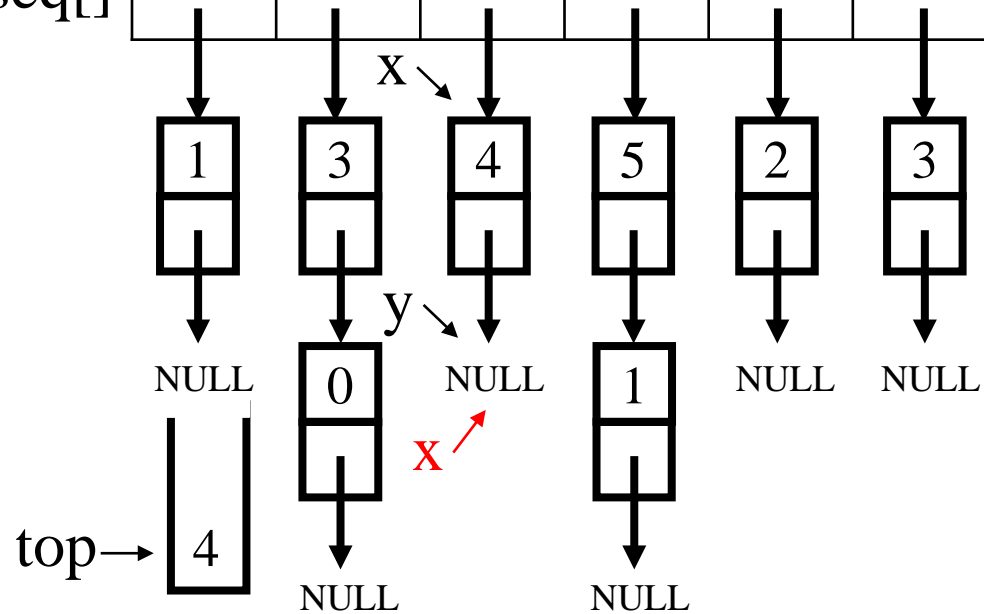 seq[]
x
1 3 4 5 2 3
y
NULL 0 NULL 1 NULL NULL
x
top 4
NULL NULL